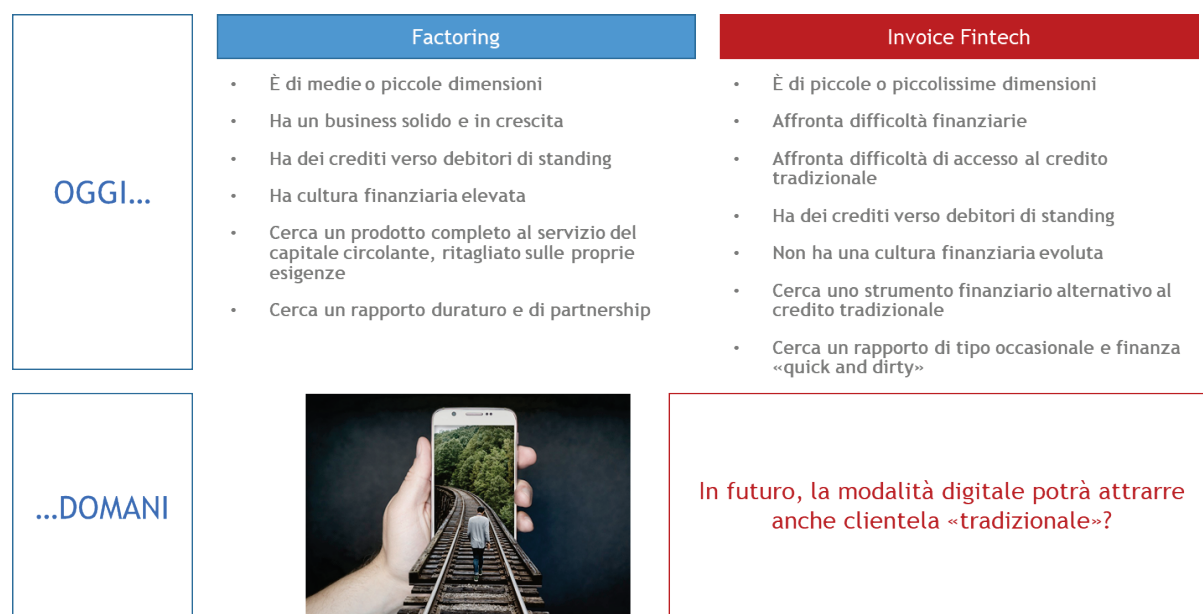 Factoring
Invoice Fintech
OGGI...
• È di medie o piccole dimensioni
• Ha un business solido e in crescita
• Ha dei crediti verso debitori di standing
• Ha cultura finanziaria elevata
• Cerca un prodotto completo al servizio del
capitale circolante, ritagliato sulle proprie
esigenze
• Cerca un rapporto duraturo e di partnership
• È di piccole o piccolissime dimensioni
• Affronta difficoltà finanziarie
• Affronta difficoltà di accesso al credito
tradizionale
• Ha dei crediti verso debitori di standing
• Non ha una cultura finanziaria evoluta
• Cerca uno strumento finanziario alternativo al
credito tradizionale
• Cerca un rapporto di tipo occasionale e finanza
«quick and dirty»
...DOMANI
In futuro, la modalità digitale potrà attrarre
anche clientela «tradizionale»?